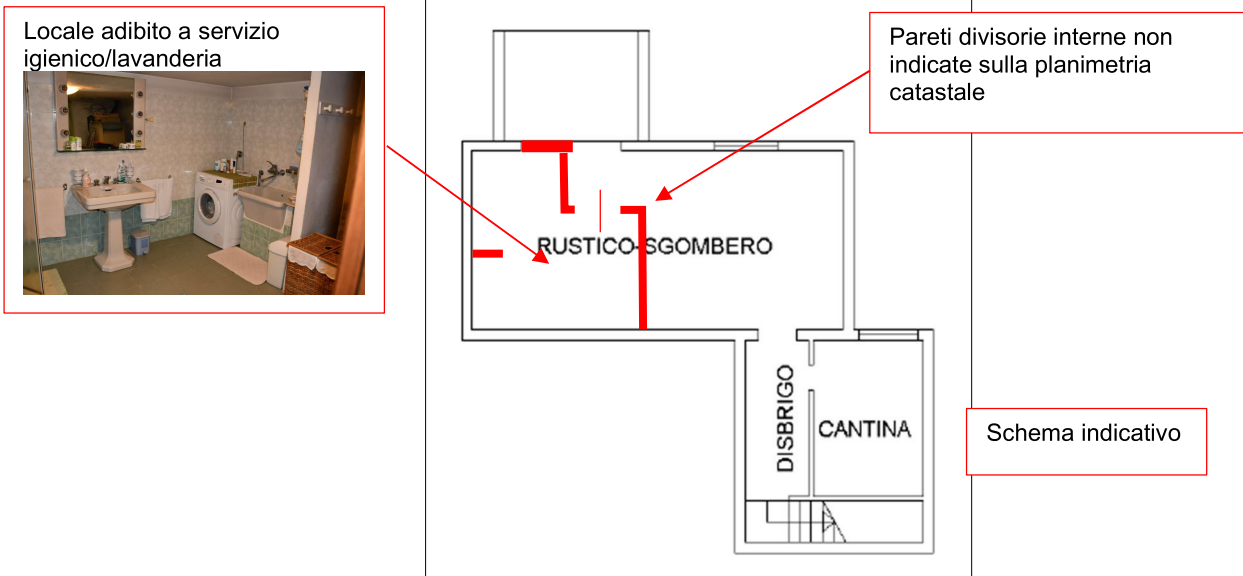 Locale adibito a servizio
igienico/lavanderia
Pareti divisorie interne non
indicate sulla planimetria
catastale
RUSTICO-SGOMBERO
DISBRIGO
CANTINA
Schema indicativo